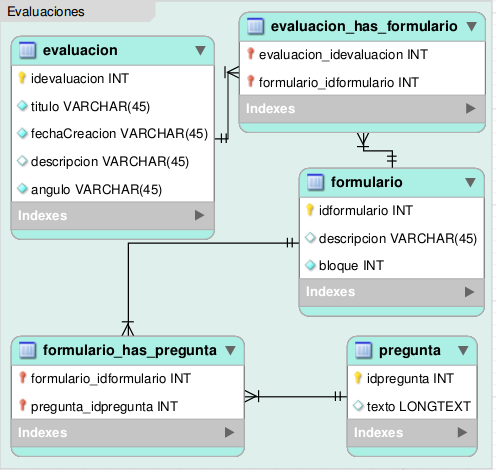 Evaluaciones
evaluacion
idevaluacion INT
titulo VARCHAR(45)
fechaCreacion VARCHAR(45)
descripcion VARCHAR(45)
angulo VARCHAR(45)
Indexes
evaluacion_has_formulario
evaluacion_idevaluacion INT
formulario_idformulario INT
Indexes
formulario
idformulario INT
descripcion VARCHAR(45)
bloque INT
Indexes
formulario_has_pregunta
formulario_idformulario INT
pregunta_idpregunta INT
Indexes
pregunta
idpregunta INT
texto LONGTEXT
Indexes